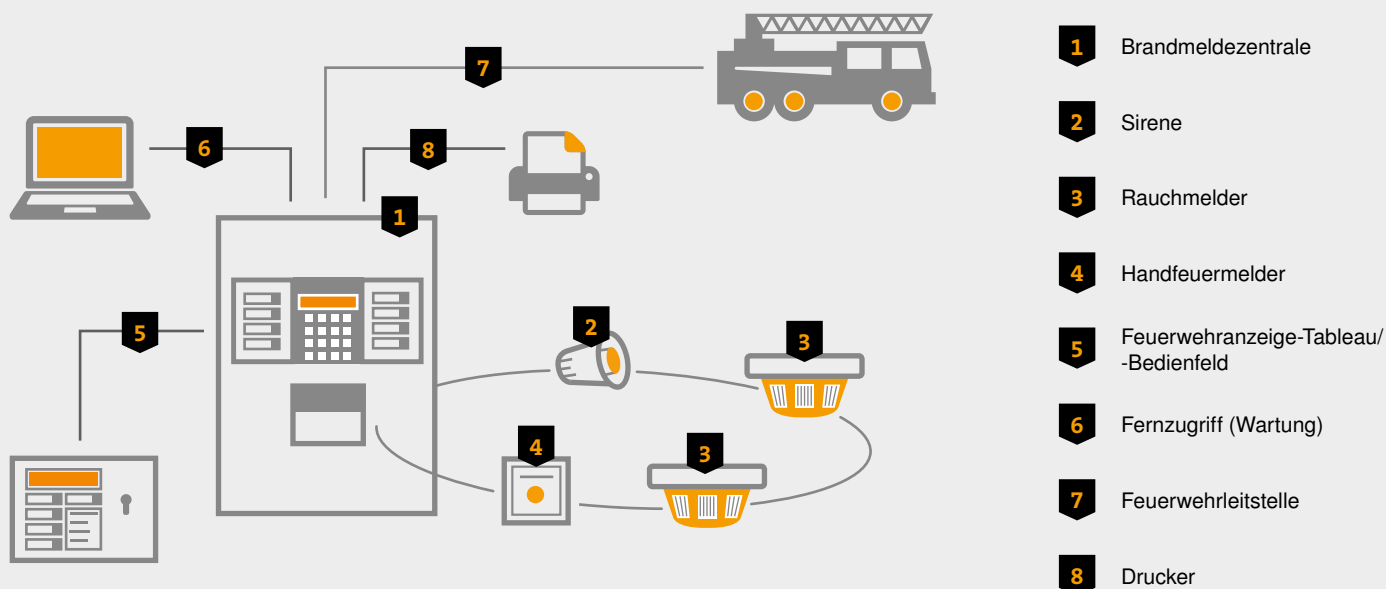 7
6
8
1
5
2
3
4
3
1 Brandmeldezentrale
2 Sirene
3 Rauchmelder
4 Handfeuermelder
5 Feuerwehranzeige-Tableau/
-Bedienfeld
6 Fernzugriff (Wartung)
7 Feuerwehrleitstelle
8 Drucker